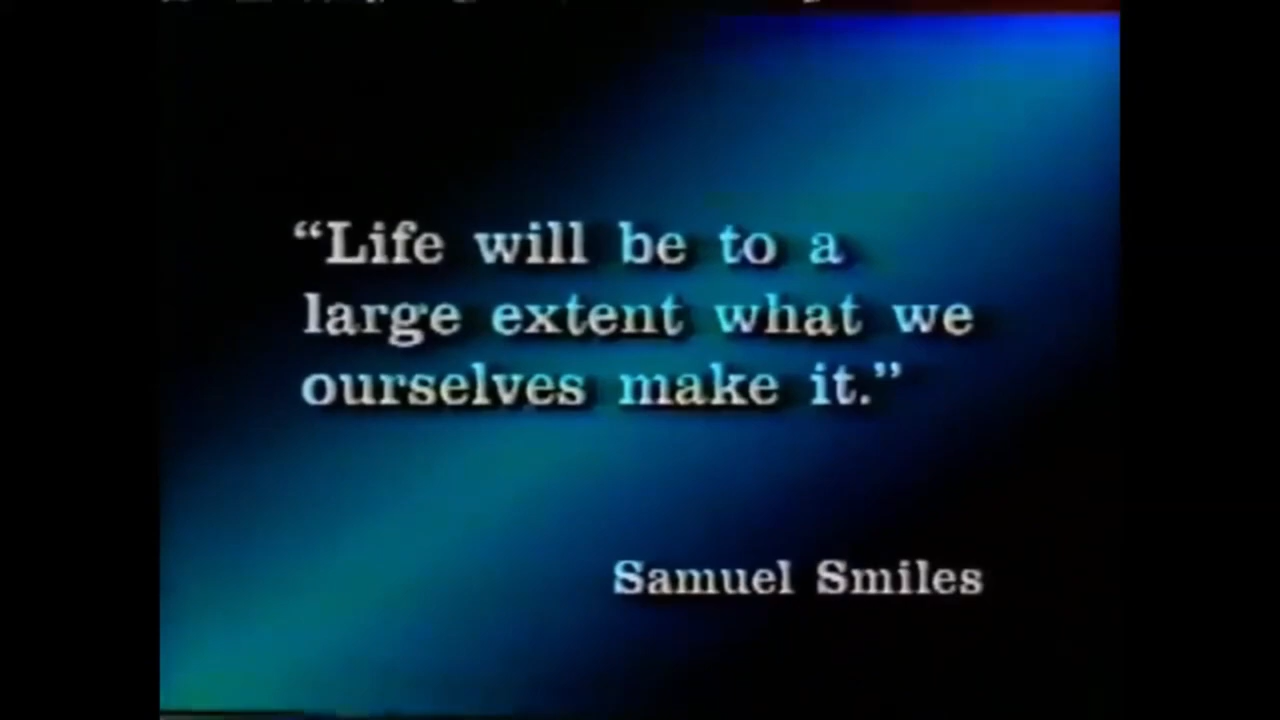 “Life will be to a
large extent what we
ourselves make it.”
Samuel Smiles